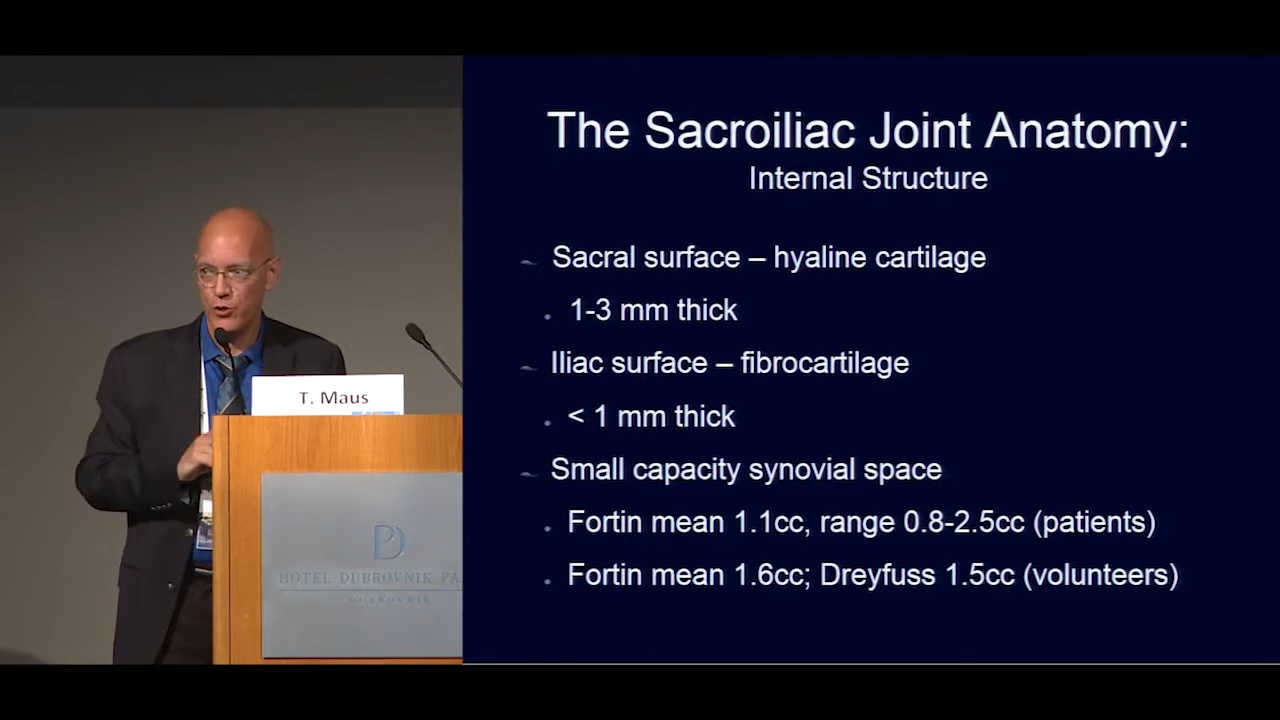 The Sacroiliac Joint Anatomy:
Internal Structure
Sacral surface – hyaline cartilage
1-3 mm thick
Iliac surface – fibrocartilage
< 1 mm thick
Small capacity synovial space
Fortin mean 1.1cc, range 0.8-2.5cc (patients)
Fortin mean 1.6cc; Dreyfuss 1.5cc (volunteers)
T. Maus
HOTEL DUBROVNIK PA
DUBROVNIK